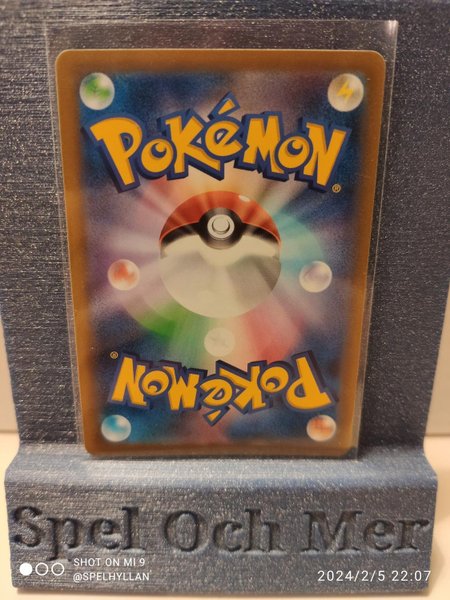 POKéMON
®
POKéMON
®
Spel Och Mer
SHOT ON MI 9
@SPELHYLLAN
2024/2/5 22:07